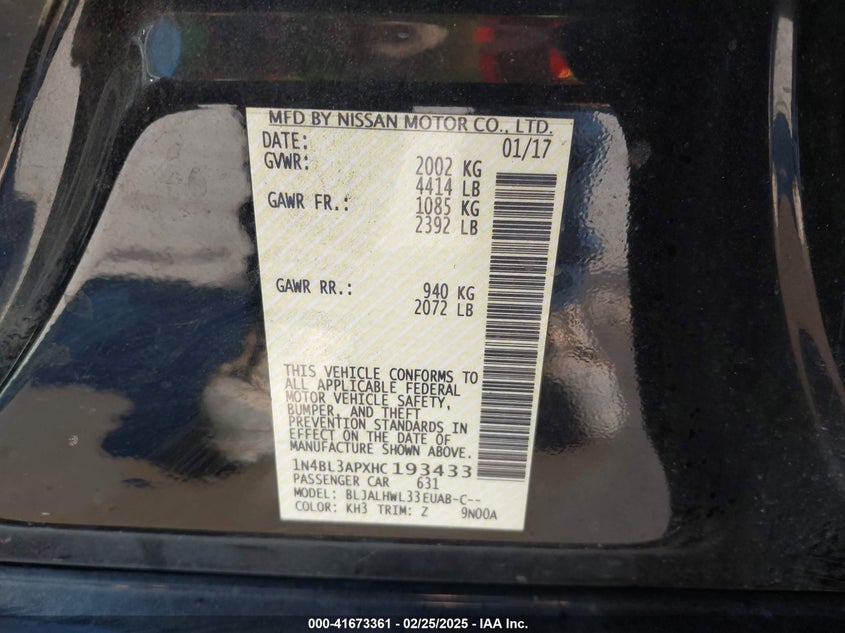 MFD BY NISSAN MOTOR CO., LTD.
DATE: 01/17
GVWR: 2002 KG
4414 LB
GAWR FR.: 1085 KG
2392 LB
GAWR RR.: 940 KG
2072 LB
THIS VEHICLE CONFORMS TO
ALL APPLICABLE FEDERAL
MOTOR VEHICLE SAFETY,
BUMPER, AND THEFT
PREVENTION STANDARDS IN
EFFECT ON THE DATE OF
MANUFACTURE SHOWN ABOVE.
1N4BL3APXHC193433
PASSENGER CAR 631
MODEL: BLJALHWL33EUAB-C--
COLOR: KH3 TRIM: Z 9N00A
000-41673361 - 02/25/2025 - IAA Inc.